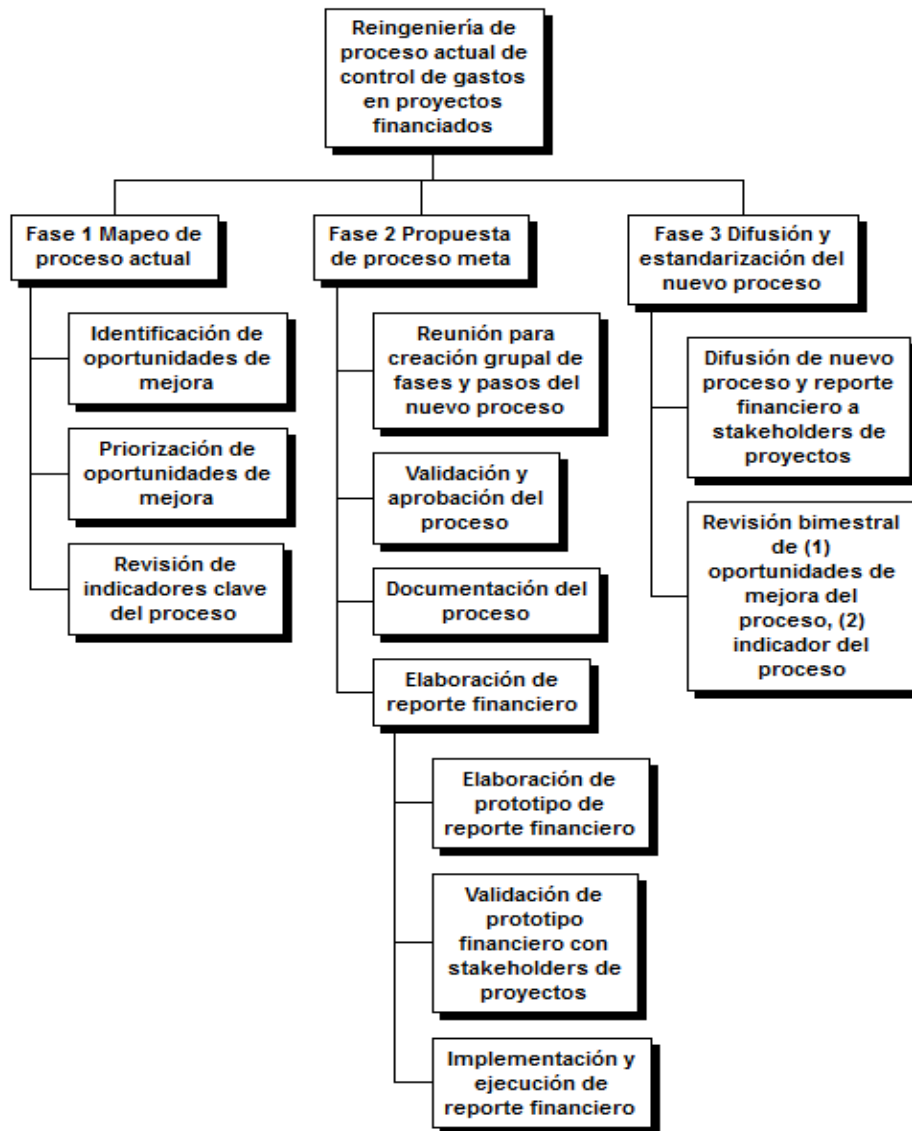 Reingeniería de
proceso actual de
control de gastos
en proyectos
financiados
Fase 1 Mapeo de
proceso actual
Identificación de
oportunidades de
mejora
Priorización de
oportunidades de
mejora
Revisión de
indicadores clave
del proceso
Fase 2 Propuesta
de proceso meta
Reunión para
creación grupal de
fases y pasos del
nuevo proceso
Validación y
aprobación del
proceso
Documentación del
proceso
Elaboración de
reporte financiero
Elaboración de
prototipo de
reporte financiero
Validación de
prototipo
financiero con
stakeholders de
proyectos
Implementación y
ejecución de
reporte financiero
Fase 3 Difusión y
estandarización del
nuevo proceso
Difusión de nuevo
proceso y reporte
financiero a
stakeholders de
proyectos
Revisión bimestral
de (1)
oportunidades de
mejora del
proceso, (2)
indicador del
proceso